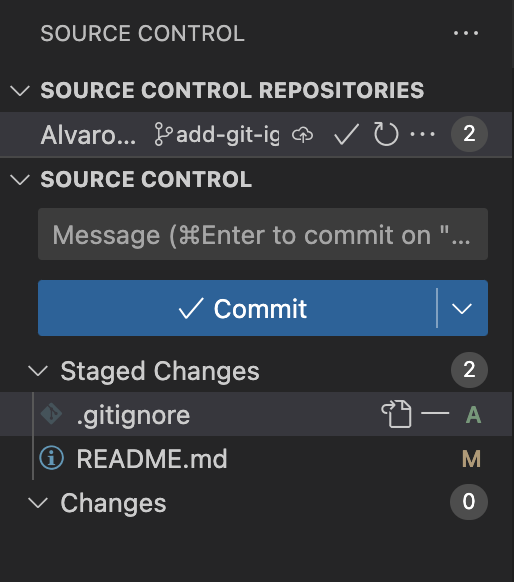 SOURCE CONTROL ...
SOURCE CONTROL REPOSITORIES
Alvaro... add-git-ig ... 2
SOURCE CONTROL
Message (⌘Enter to commit on "...
Commit
Staged Changes 2
.gitignore A
README.md M
Changes 0